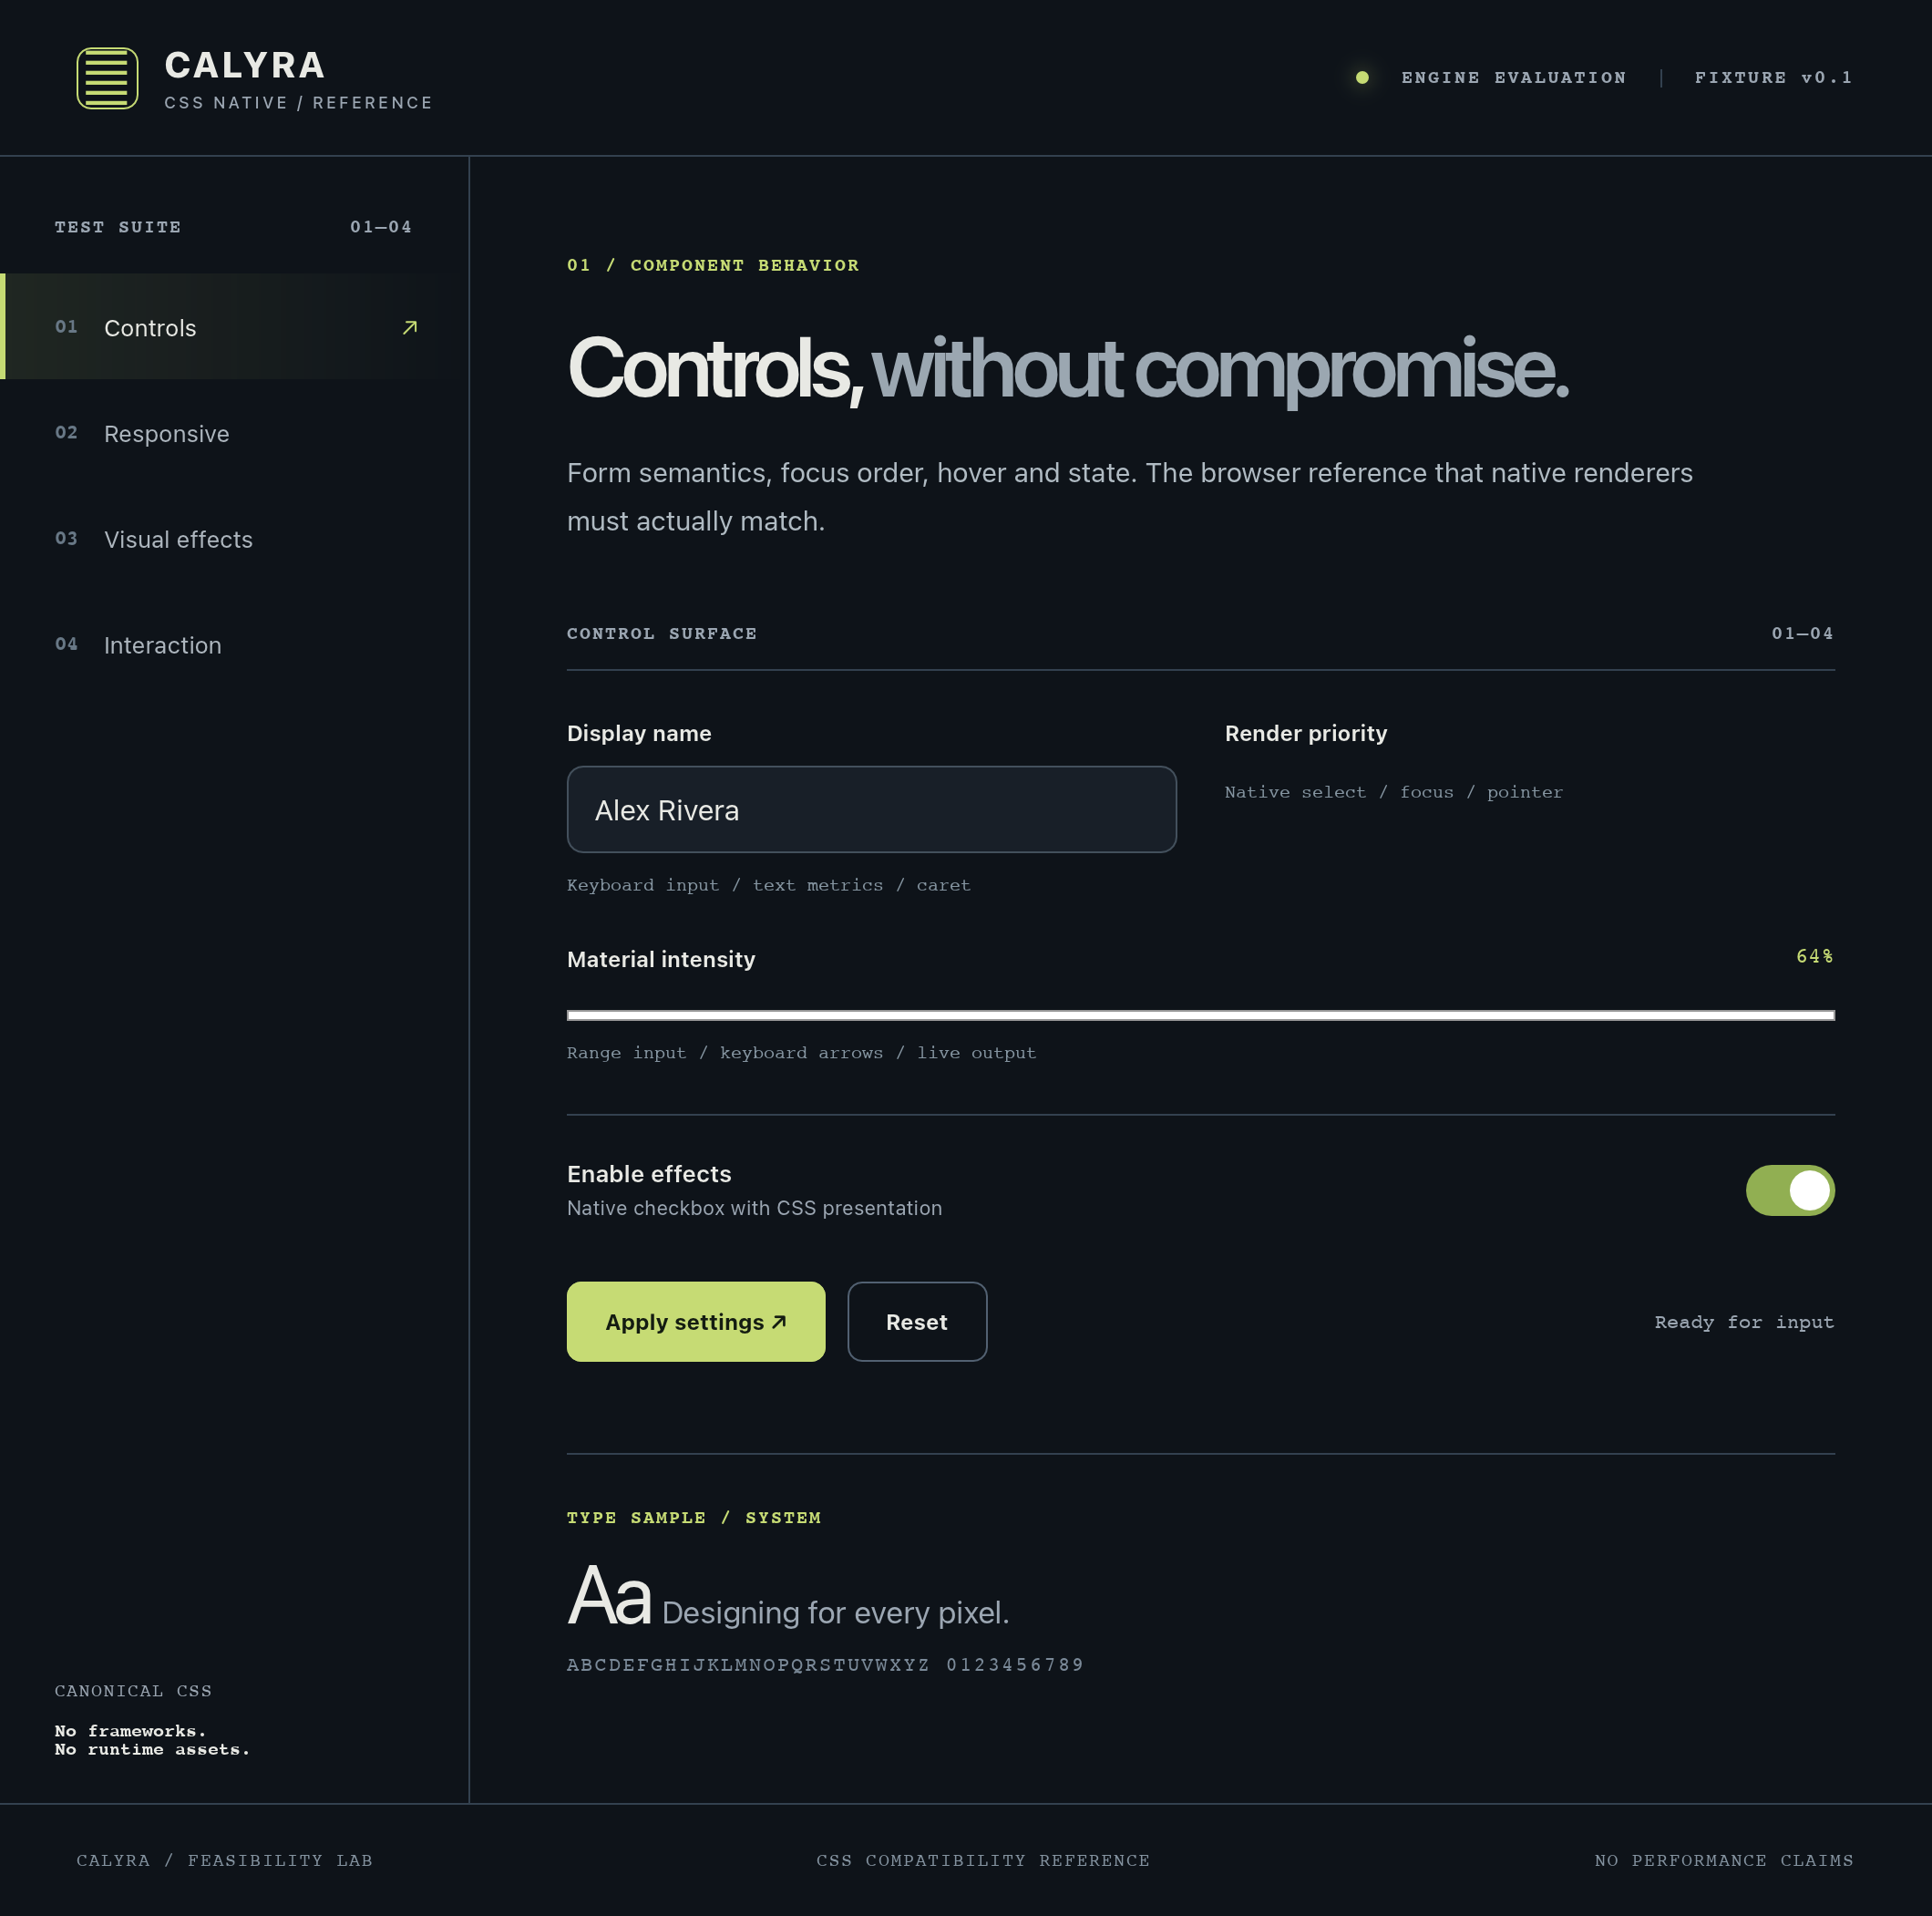 CALYRA
CSS NATIVE / REFERENCE
ENGINE EVALUATION | FIXTURE v0.1
TEST SUITE 01—04
01 Controls ↗
02 Responsive
03 Visual effects
04 Interaction
CANONICAL CSS
No frameworks.
No runtime assets.
01 / COMPONENT BEHAVIOR
Controls, without compromise.
Form semantics, focus order, hover and state. The browser reference that native renderers
must actually match.
CONTROL SURFACE 01—04
Display name
Alex Rivera
Keyboard input / text metrics / caret
Render priority
Native select / focus / pointer
Material intensity 64%
Range input / keyboard arrows / live output
Enable effects
Native checkbox with CSS presentation
Apply settings ↗
Reset
Ready for input
TYPE SAMPLE / SYSTEM
Aa Designing for every pixel.
ABCDEFGHIJKLMNOPQRSTUVWXYZ 0123456789
CALYRA / FEASIBILITY LAB
CSS COMPATIBILITY REFERENCE
NO PERFORMANCE CLAIMS